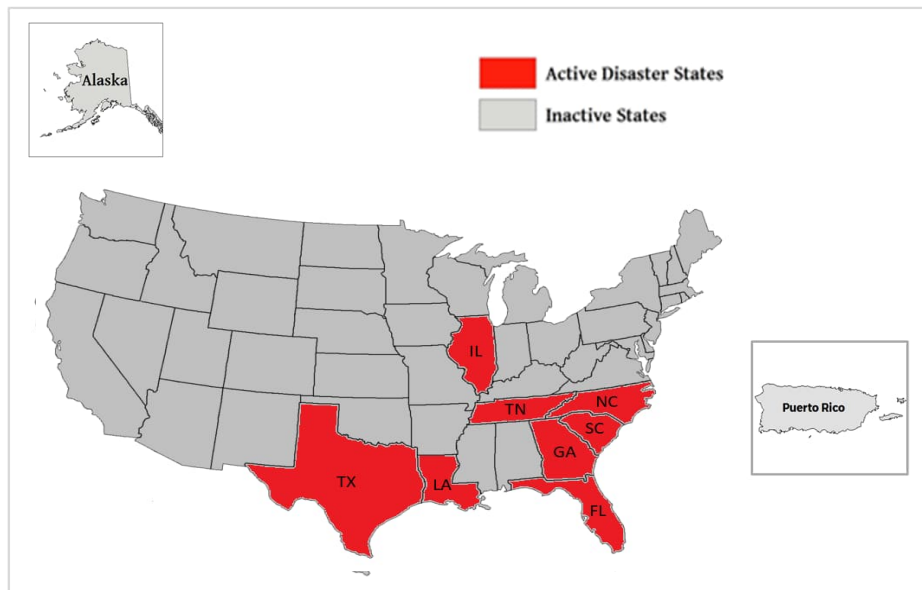 Alaska
Active Disaster States
Inactive States
IL
TN
NC
SC
GA
TX
LA
FL
Puerto Rico